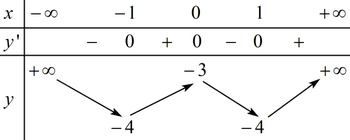 x −∞ −1 0 1 +∞
y' − 0 + 0 − 0 +
+∞ −3 +∞
y
−4 −4